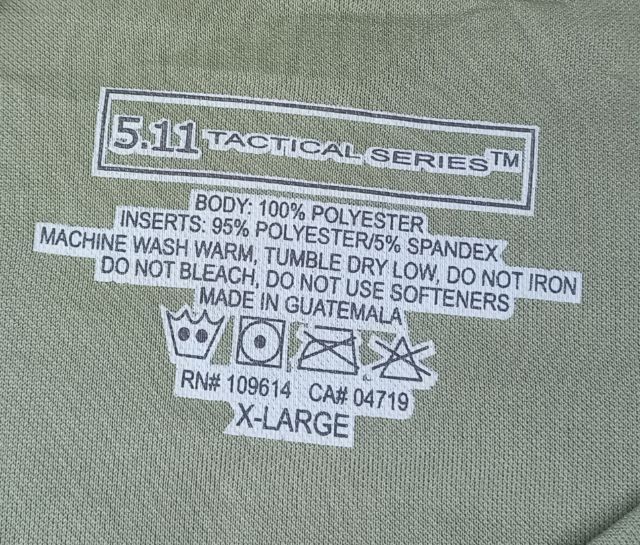 5.11 TACTICAL SERIES™
BODY: 100% POLYESTER
INSERTS: 95% POLYESTER/5% SPANDEX
MACHINE WASH WARM, TUMBLE DRY LOW, DO NOT IRON
DO NOT BLEACH, DO NOT USE SOFTENERS
MADE IN GUATEMALA
RN# 109614 CA# 04719
X-LARGE